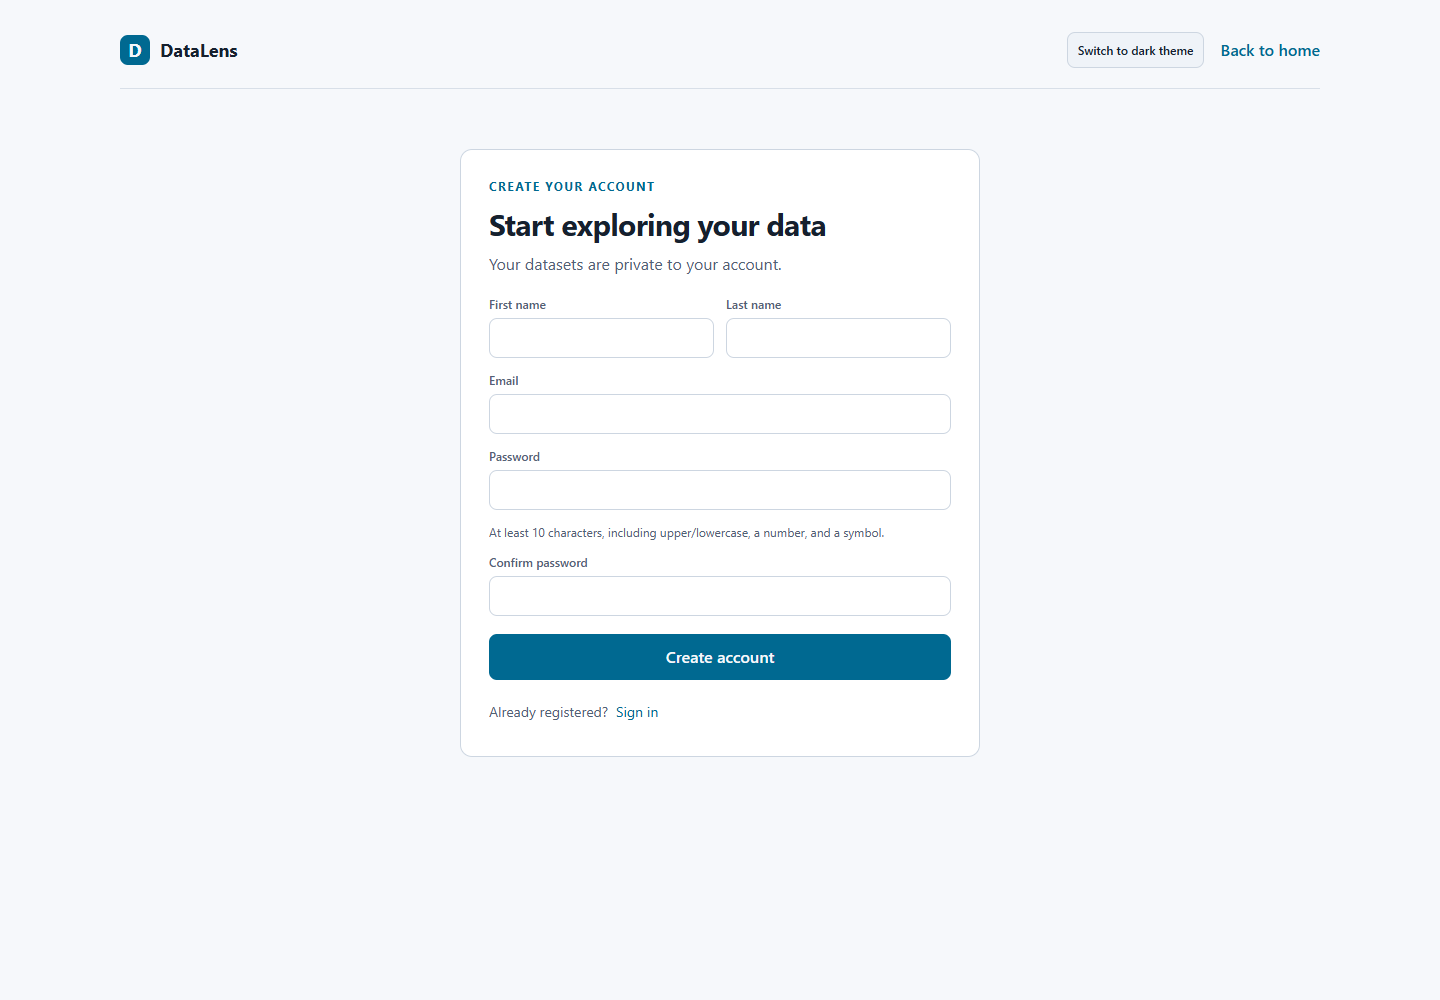 D DataLens
Switch to dark theme
Back to home
CREATE YOUR ACCOUNT
Start exploring your data
Your datasets are private to your account.
First name
Last name
Email
Password
At least 10 characters, including upper/lowercase, a number, and a symbol.
Confirm password
Create account
Already registered? Sign in